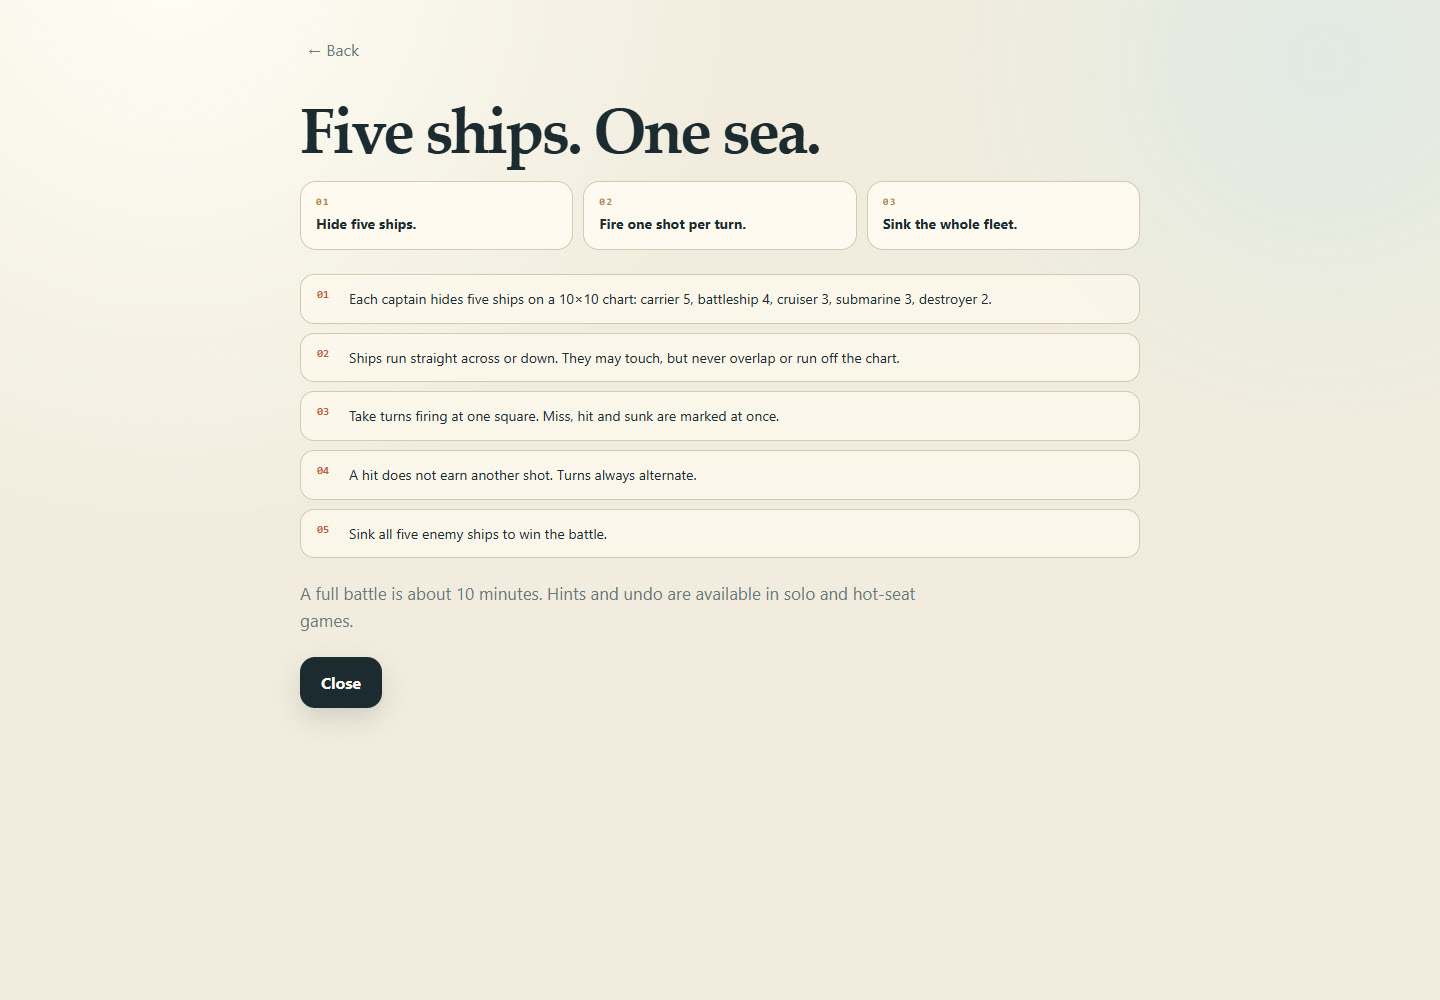 ← Back
Five ships. One sea.
01
Hide five ships.
02
Fire one shot per turn.
03
Sink the whole fleet.
01 Each captain hides five ships on a 10×10 chart: carrier 5, battleship 4, cruiser 3, submarine 3, destroyer 2.
02 Ships run straight across or down. They may touch, but never overlap or run off the chart.
03 Take turns firing at one square. Miss, hit and sunk are marked at once.
04 A hit does not earn another shot. Turns always alternate.
05 Sink all five enemy ships to win the battle.
A full battle is about 10 minutes. Hints and undo are available in solo and hot-seat
games.
Close